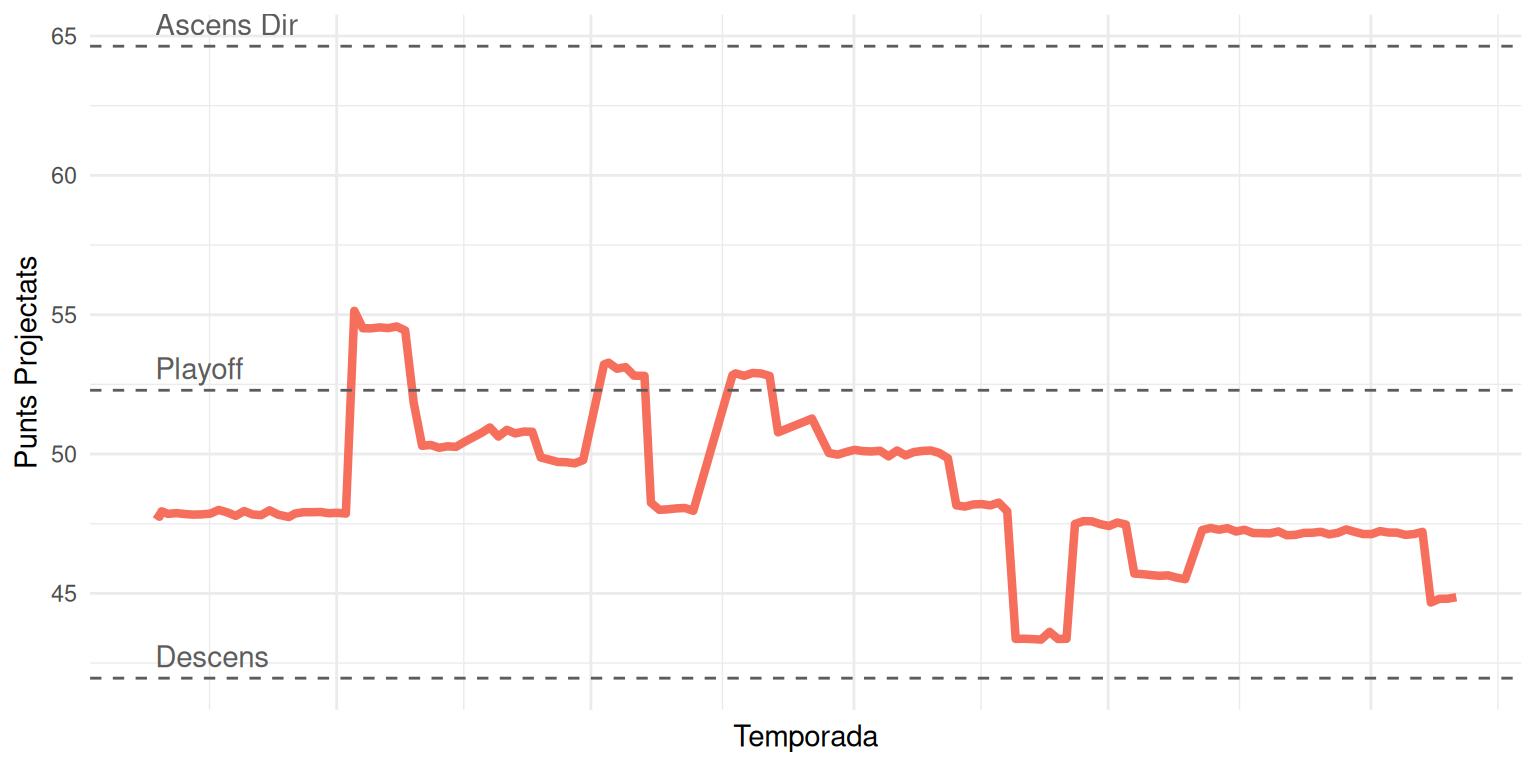 Ascens Dir
65
60
55
Playoff
50
45
Descens
Punts Projectats
Temporada